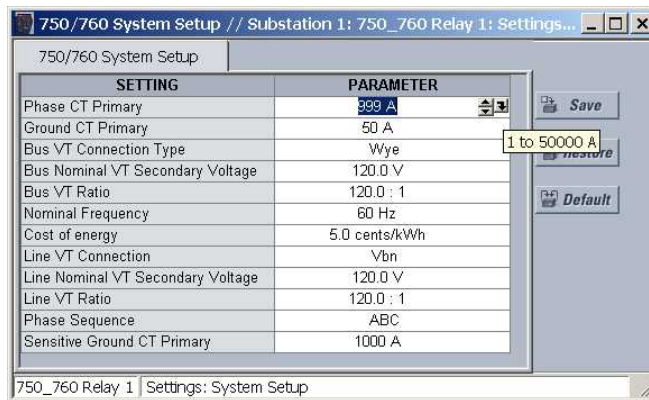 750/760 System Setup // Substation 1: 750_760 Relay 1: Settings...
750/760 System Setup
SETTING PARAMETER
Phase CT Primary 999 A
Ground CT Primary 50 A
Bus VT Connection Type Wye
Bus Nominal VT Secondary Voltage 120.0 V
Bus VT Ratio 120.0 : 1
Nominal Frequency 60 Hz
Cost of energy 5.0 cents/kWh
Line VT Connection Vbn
Line Nominal VT Secondary Voltage 120.0 V
Line VT Ratio 120.0 : 1
Phase Sequence ABC
Sensitive Ground CT Primary 1000 A
Save
1 to 50000 A
Restore
Default
750_760 Relay 1 Settings: System Setup